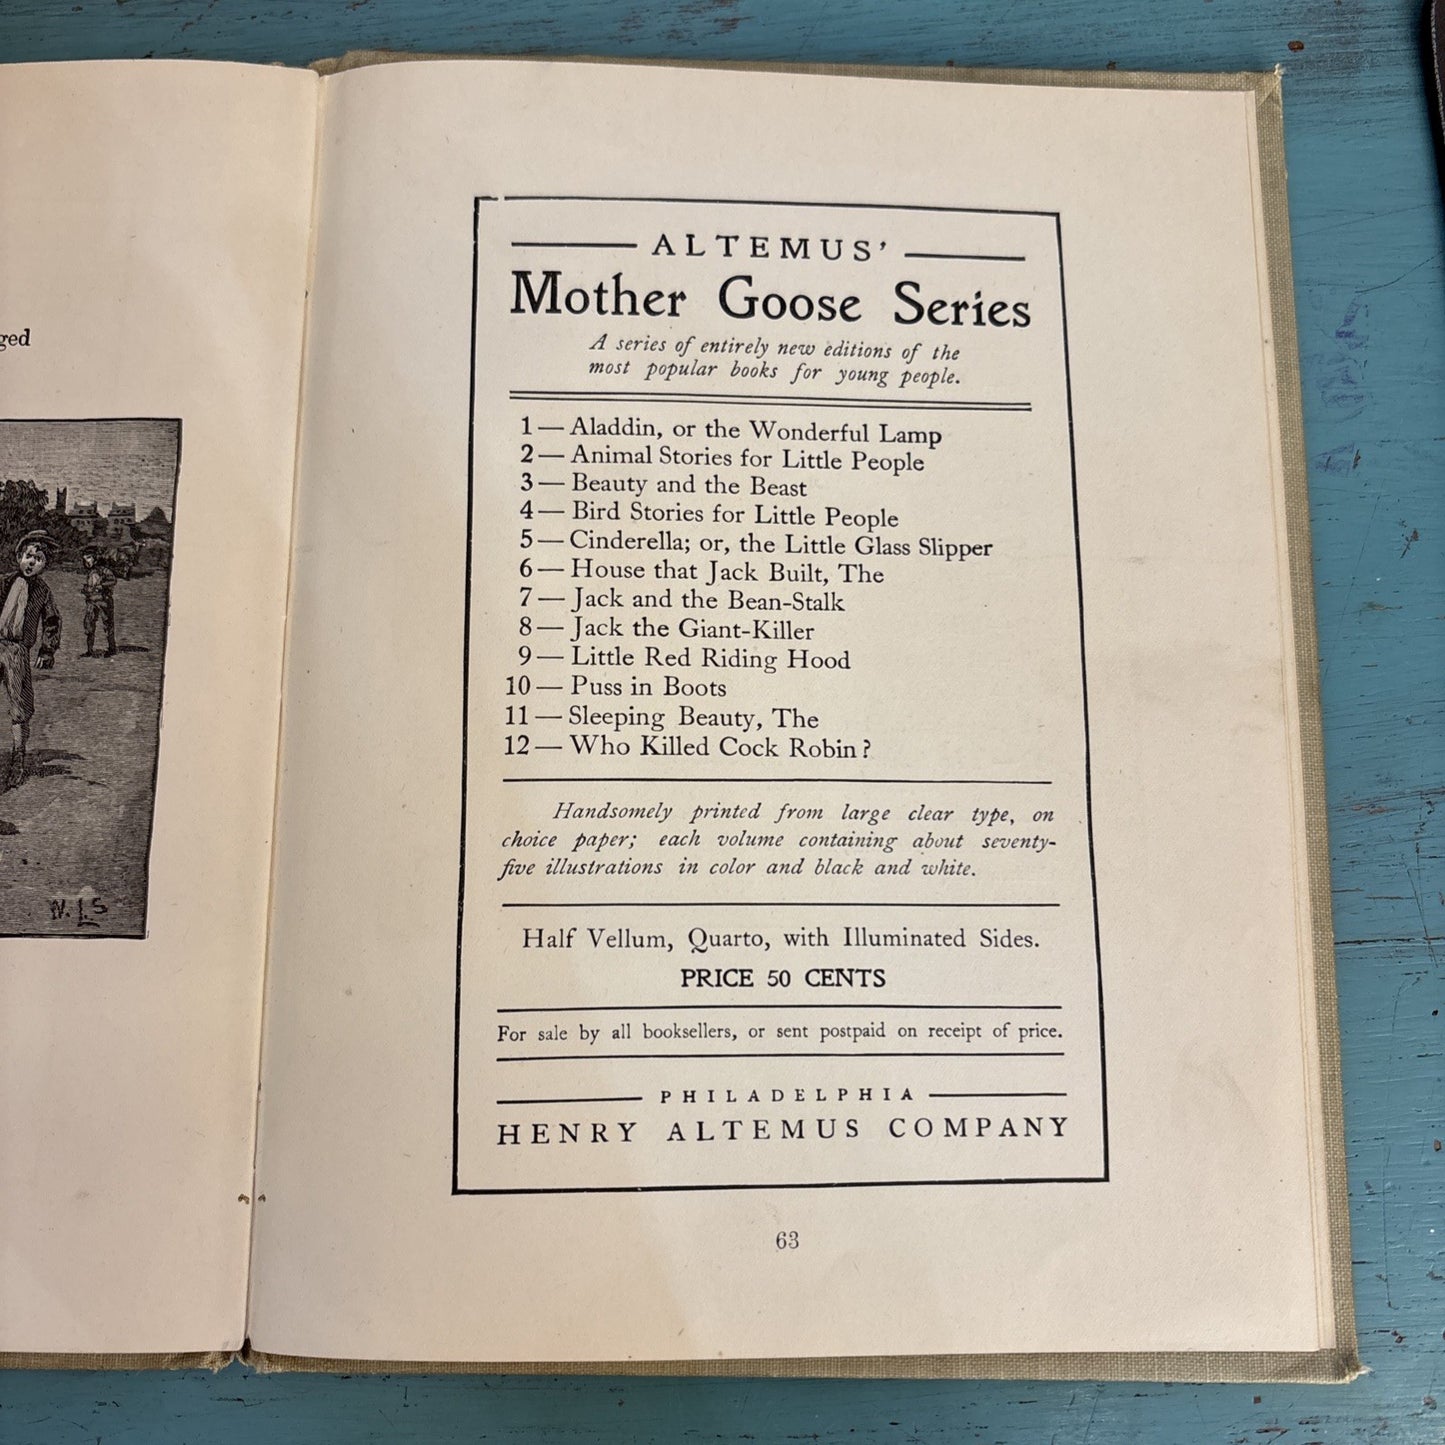 ged
W.L.S
ALTEMUS'
Mother Goose Series
A series of entirely new editions of the
most popular books for young people.
1—Aladdin, or the Wonderful Lamp
2—Animal Stories for Little People
3—Beauty and the Beast
4—Bird Stories for Little People
5—Cinderella; or, the Little Glass Slipper
6—House that Jack Built, The
7—Jack and the Bean-Stalk
8—Jack the Giant-Killer
9—Little Red Riding Hood
10—Puss in Boots
11—Sleeping Beauty, The
12—Who Killed Cock Robin?
Handsomely printed from large clear type, on
choice paper; each volume containing about seventy-
five illustrations in color and black and white.
Half Vellum, Quarto, with Illuminated Sides.
PRICE 50 CENTS
For sale by all booksellers, or sent postpaid on receipt of price.
PHILADELPHIA
HENRY ALTEMUS COMPANY
63